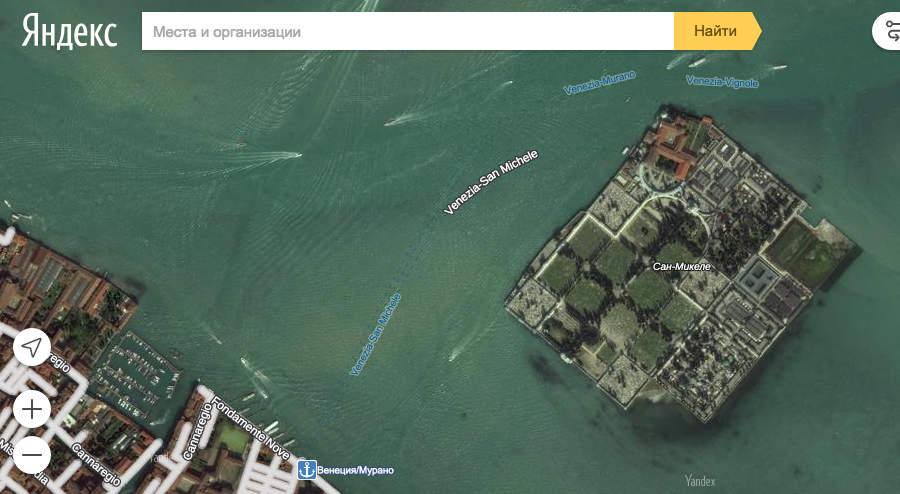 Яндекс
Места и организации
Найти
Venezia-Murano
Venezia-Vignole
Venezia-San Michele
Сан-Микеле
Venezia-San Michele
Cannaregio
Fondamente Nove
Cannaregio
Cannaregio
Венеция/Мурано
Yandex